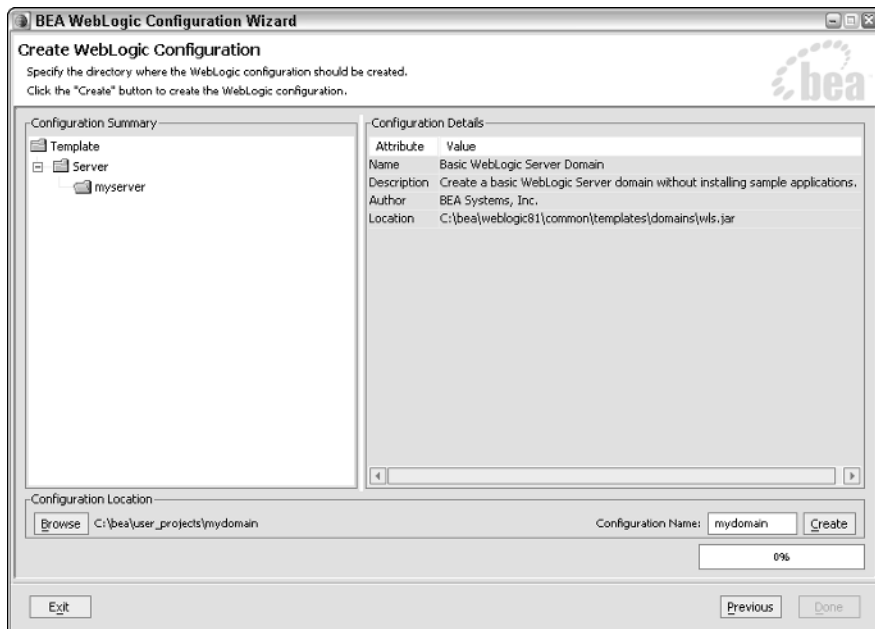 BEA WebLogic Configuration Wizard
Create WebLogic Configuration
Specify the directory where the WebLogic configuration should be created.
Click the "Create" button to create the WebLogic configuration.
bea
Configuration Summary
Template
Server
myserver
Configuration Details
Attribute Value
Name Basic WebLogic Server Domain
Description Create a basic WebLogic Server domain without installing sample applications.
Author BEA Systems, Inc.
Location C:\bea\weblogic81\common\templates\domains\wls.jar
Configuration Location
Browse C:\bea\user_projects\mydomain Configuration Name: mydomain Create
0%
Exit Previous Done